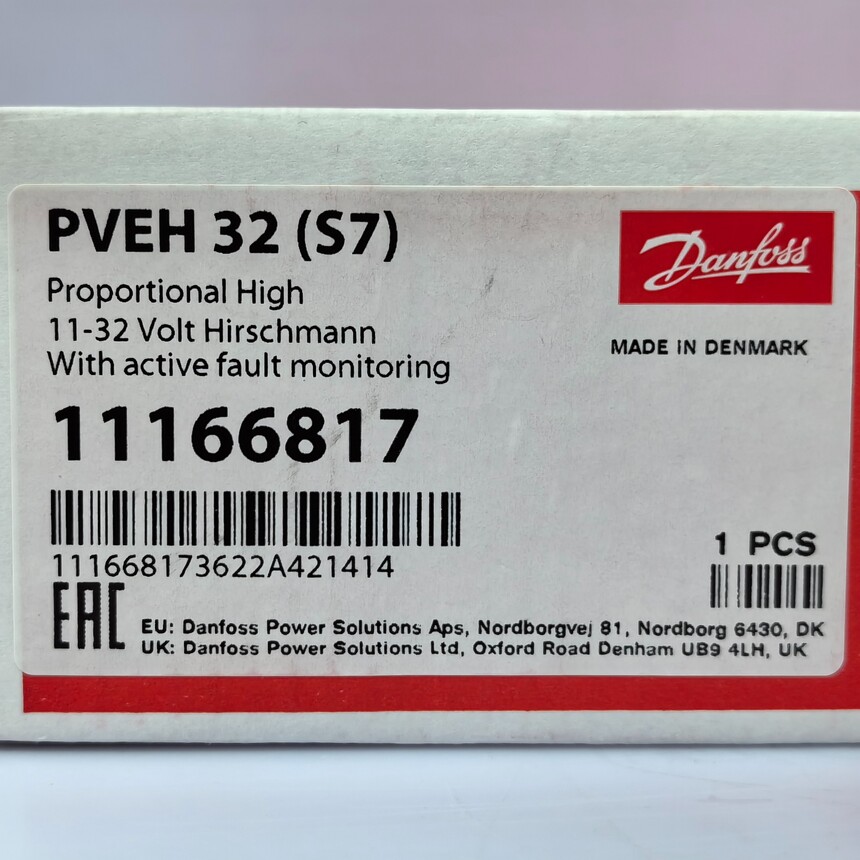 PVEH 32 (S7)
Danfoss
Proportional High
11-32 Volt Hirschmann
With active fault monitoring
MADE IN DENMARK
11166817
111668173622A421414
1 PCS
EAC
EU: Danfoss Power Solutions Aps, Nordborgvej 81, Nordborg 6430, DK
UK: Danfoss Power Solutions Ltd, Oxford Road Denham UB9 4LH, UK